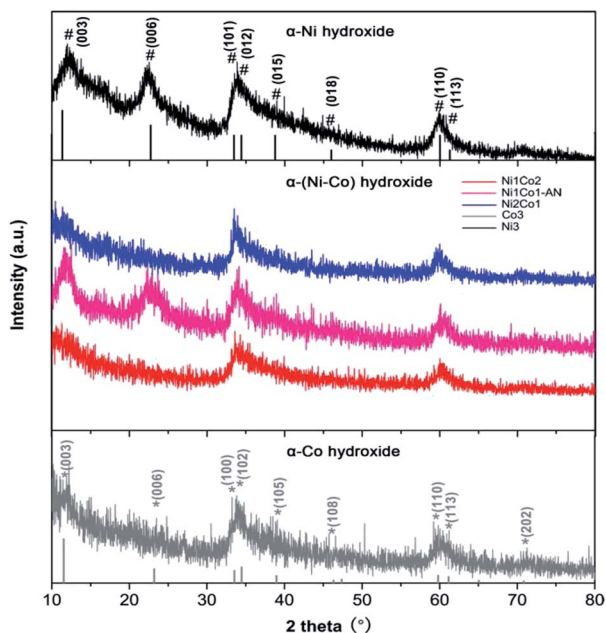 α-Ni hydroxide
# (003)
# (006)
# (101)
# (012)
# (015)
# (018)
# (110)
# (113)
α-(Ni-Co) hydroxide
Ni1Co2
Ni1Co1-AN
Ni2Co1
Co3
Ni3
α-Co hydroxide
*(003)
*(006)
*(100)
*(102)
*(105)
*(108)
*(110)
*(113)
*(202)
Intensity (a.u.)
10 20 30 40 50 60 70 80
2 theta (°)